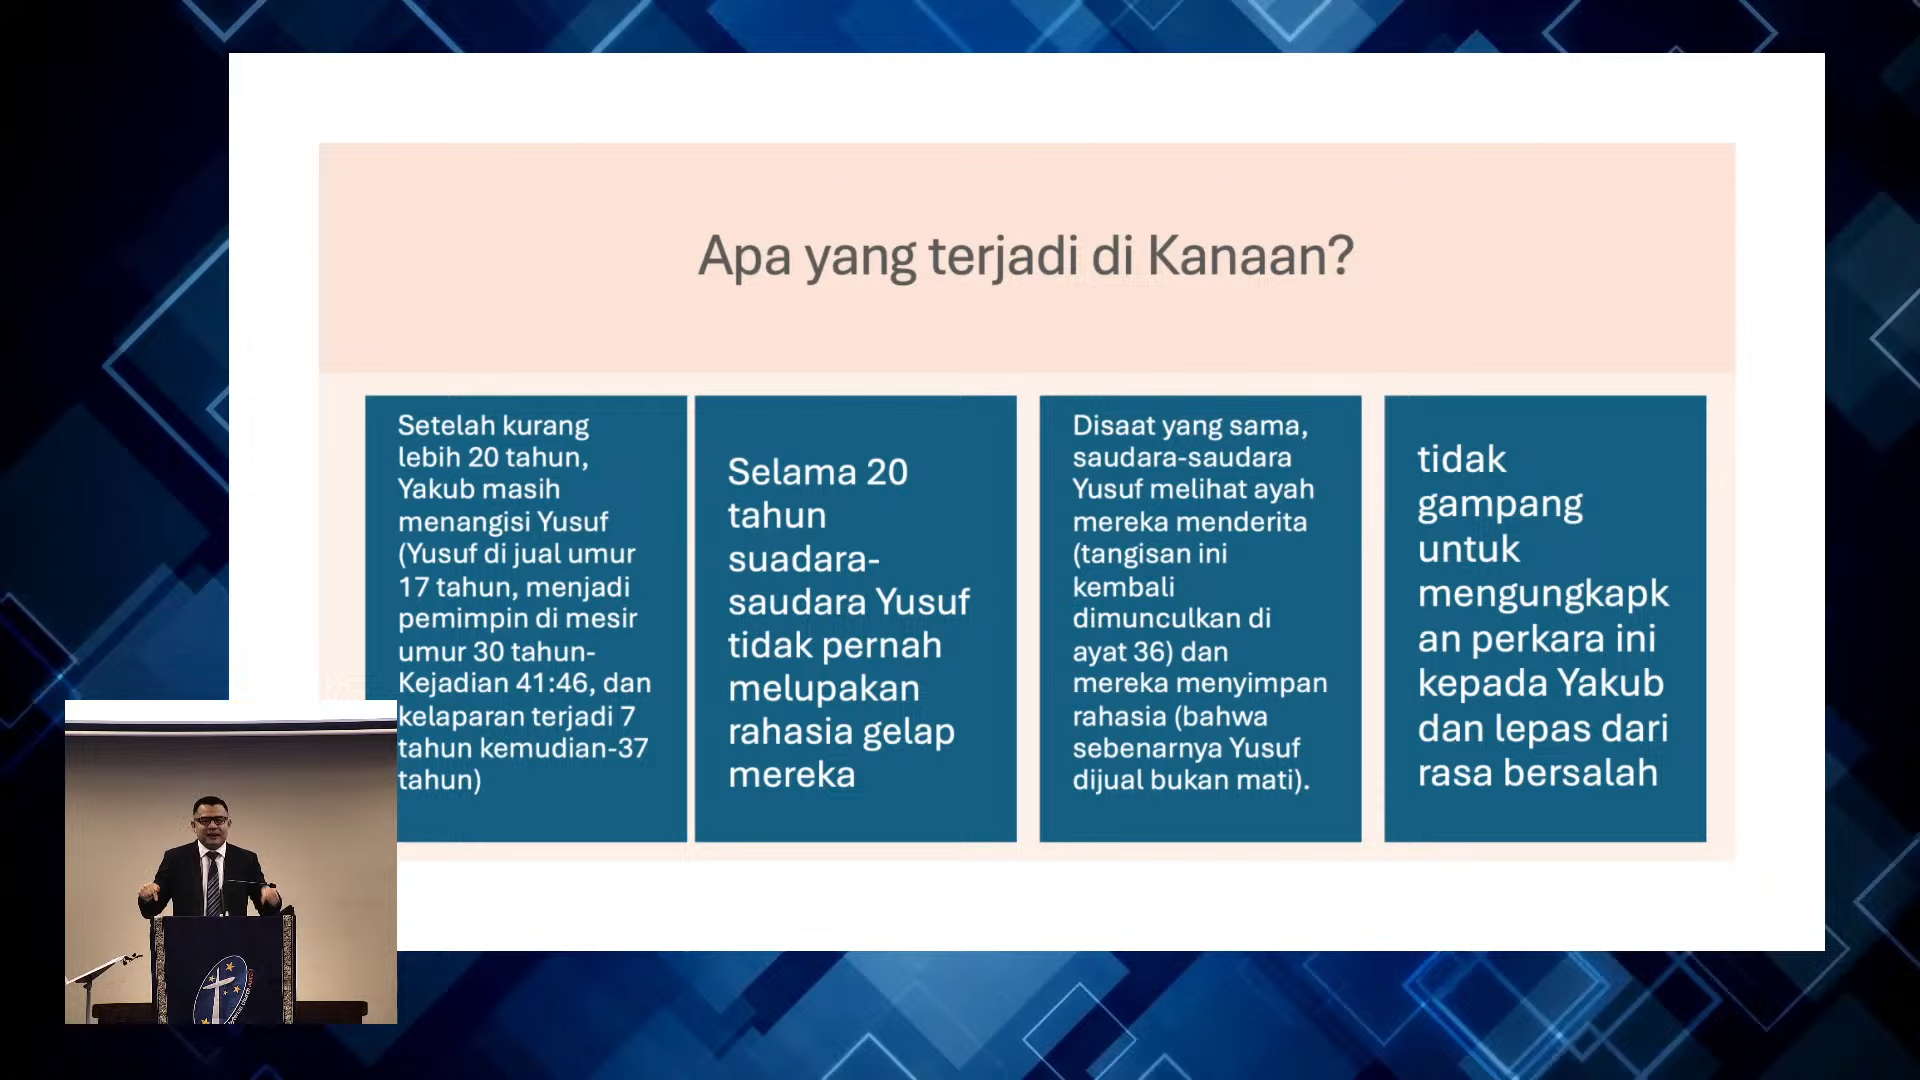 Apa yang terjadi di Kanaan?
Setelah kurang
lebih 20 tahun,
Yakub masih
menangisi Yusuf
(Yusuf di jual umur
17 tahun, menjadi
pemimpin di mesir
umur 30 tahun-
Kejadian 41:46, dan
kelaparan terjadi 7
tahun kemudian-37
tahun)
Selama 20
tahun
suadara-
saudara Yusuf
tidak pernah
melupakan
rahasia gelap
mereka
Disaat yang sama,
saudara-saudara
Yusuf melihat ayah
mereka menderita
(tangisan ini
kembali
dimunculkan di
ayat 36) dan
mereka menyimpan
rahasia (bahwa
sebenarnya Yusuf
dijual bukan mati).
tidak
gampang
untuk
mengungkapk
an perkara ini
kepada Yakub
dan lepas dari
rasa bersalah